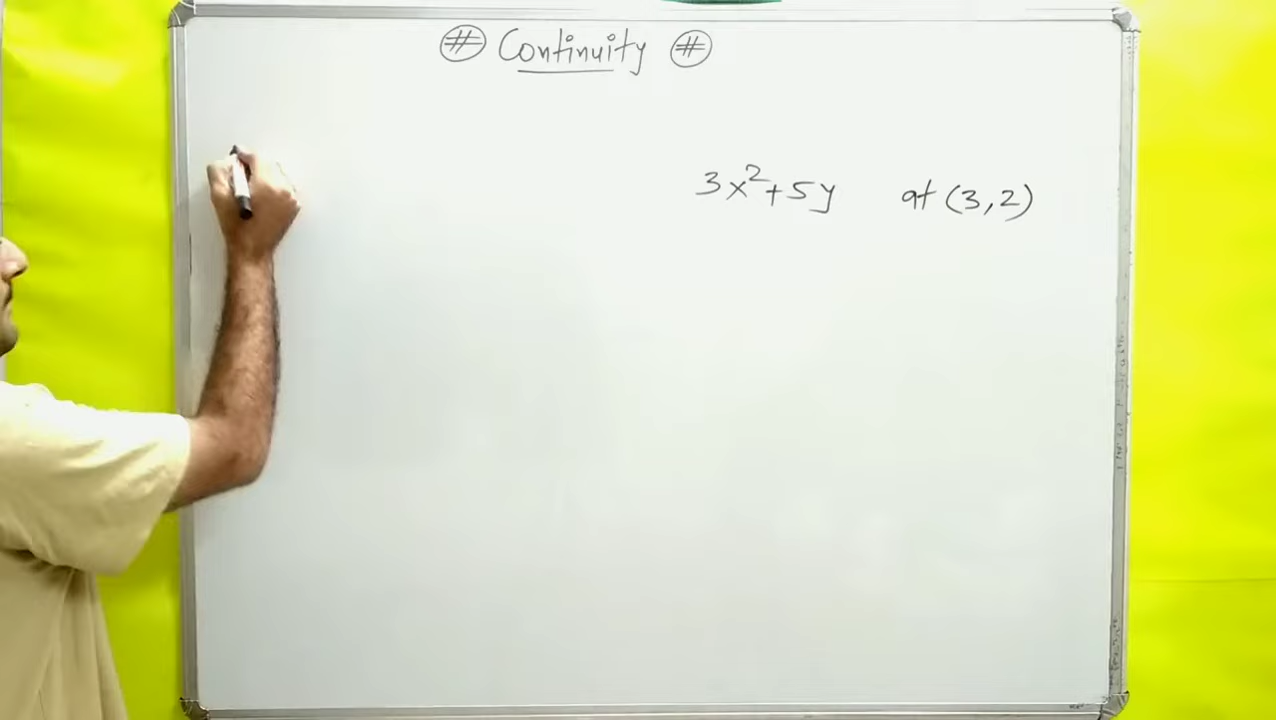 # Continuity #
3x²+5y at (3,2)